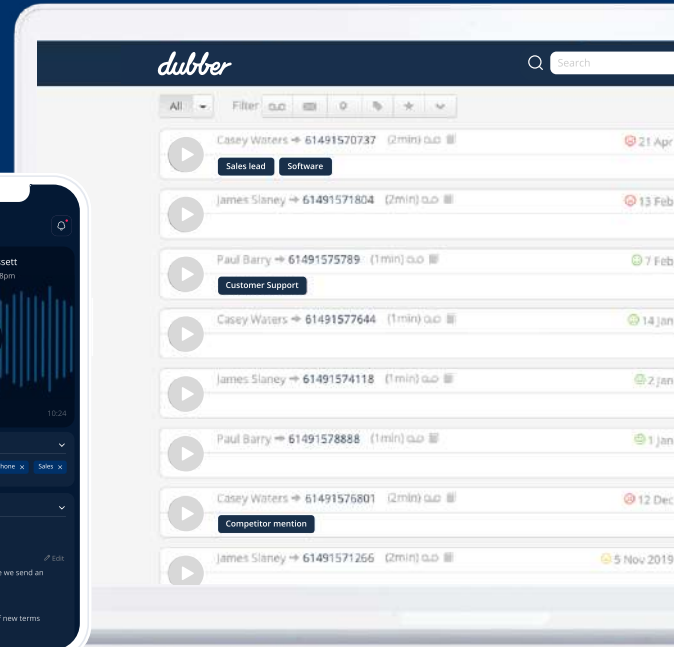 dubber
Search
All
Filter
Casey Waters → 61491570737 (2min)
21 Apr
Sales lead
Software
James Slaney → 61491571804 (2min)
13 Feb
Paul Barry → 61491575789 (1min)
7 Feb
Customer Support
Casey Waters → 61491577644 (1min)
14 Jan
James Slaney → 61491574118 (1min)
2 Jan
Paul Barry → 61491578888 (1min)
1 Jan
Casey Waters → 61491576801 (2min)
12 Dec
Competitor mention
James Slaney → 61491571266 (2min)
5 Nov 2019
sett
8pm
10:24
hone x
Sales x
Edit
e we send an
f new terms